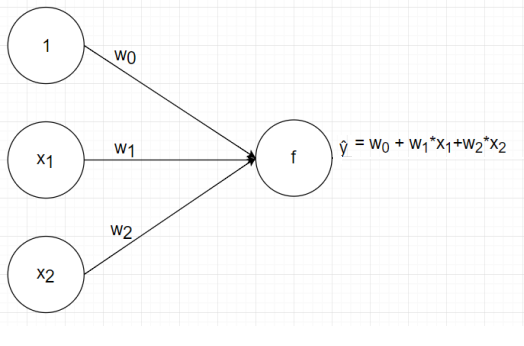 1
w0
x1
w1
f
ŷ = w0 + w1*x1+w2*x2
w2
x2